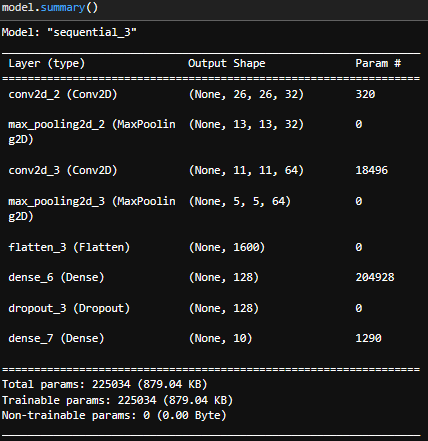 model.summary()
Model: "sequential_3"
Layer (type) Output Shape Param #
conv2d_2 (Conv2D) (None, 26, 26, 32) 320
max_pooling2d_2 (MaxPoolin (None, 13, 13, 32) 0
g2D)
conv2d_3 (Conv2D) (None, 11, 11, 64) 18496
max_pooling2d_3 (MaxPoolin (None, 5, 5, 64) 0
g2D)
flatten_3 (Flatten) (None, 1600) 0
dense_6 (Dense) (None, 128) 204928
dropout_3 (Dropout) (None, 128) 0
dense_7 (Dense) (None, 10) 1290
Total params: 225034 (879.04 KB)
Trainable params: 225034 (879.04 KB)
Non-trainable params: 0 (0.00 Byte)